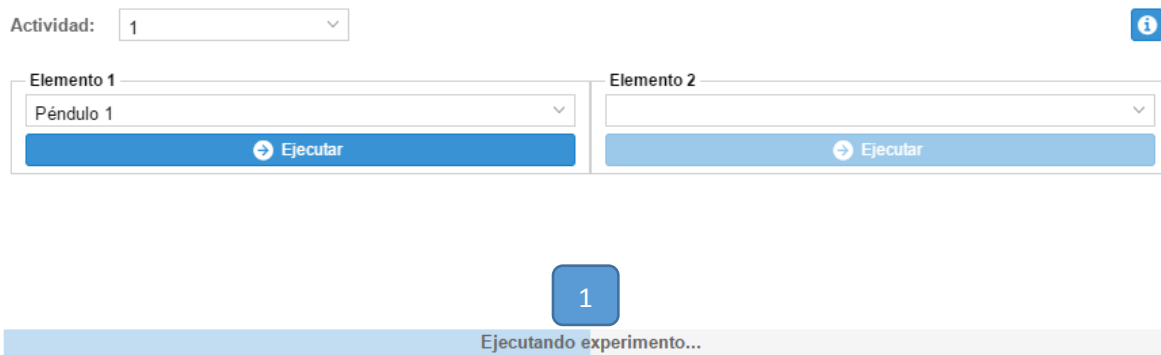 Actividad: 1
Elemento 1 Elemento 2
Péndulo 1
Ejecutar Ejecutar
1
Ejecutando experimento...